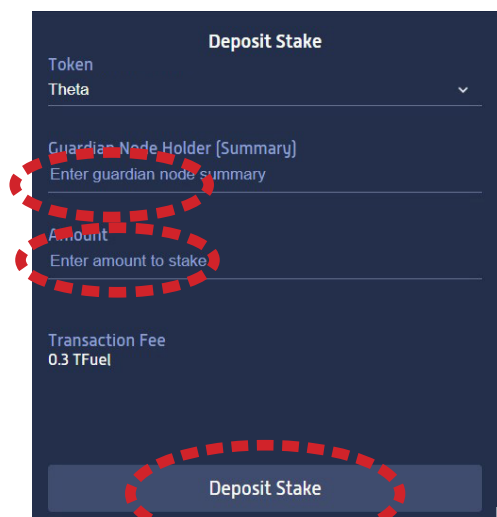 Deposit Stake
Token
Theta
Guardian Node Holder (Summary)
Enter guardian node summary
Amount
Enter amount to stake
Transaction Fee
0.3 TFuel
Deposit Stake